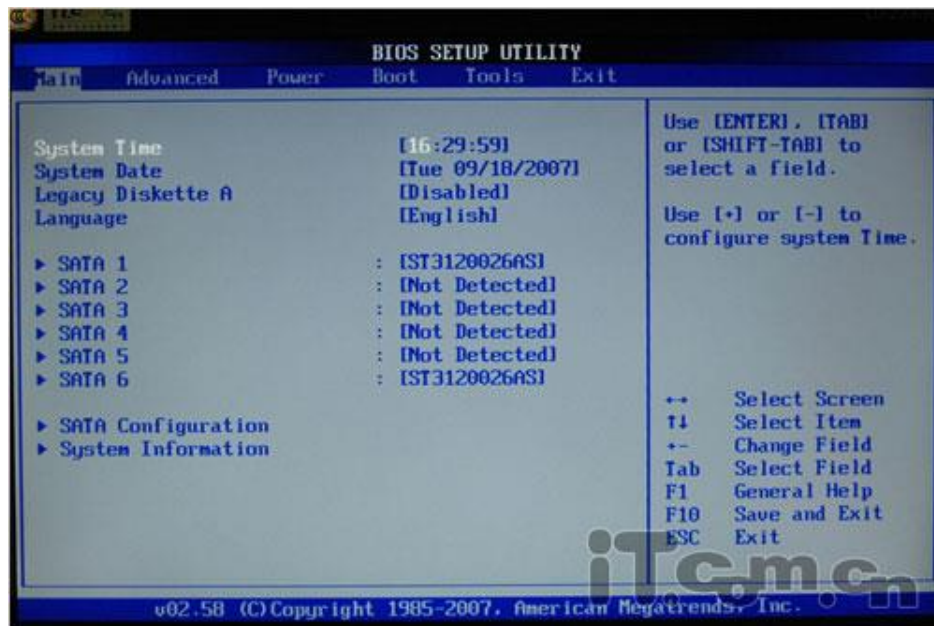 BIOS SETUP UTILITY
Main Advanced Power Boot Tools Exit
System Time [16:29:59]
System Date [Tue 09/18/2007]
Legacy Diskette A [Disabled]
Language [English]
SATA 1 : [ST3120026AS]
SATA 2 : [Not Detected]
SATA 3 : [Not Detected]
SATA 4 : [Not Detected]
SATA 5 : [Not Detected]
SATA 6 : [ST3120026AS]
SATA Configuration
System Information
Use [ENTER], [TAB]
or [SHIFT-TAB] to
select a field.
Use [+] or [-] to
configure system Time.
←→ Select Screen
↑↓ Select Item
+- Change Field
Tab Select Field
F1 General Help
F10 Save and Exit
ESC Exit
v02.58 (C)Copyright 1985-2007, American Megatrends, Inc.
iTcom.cn